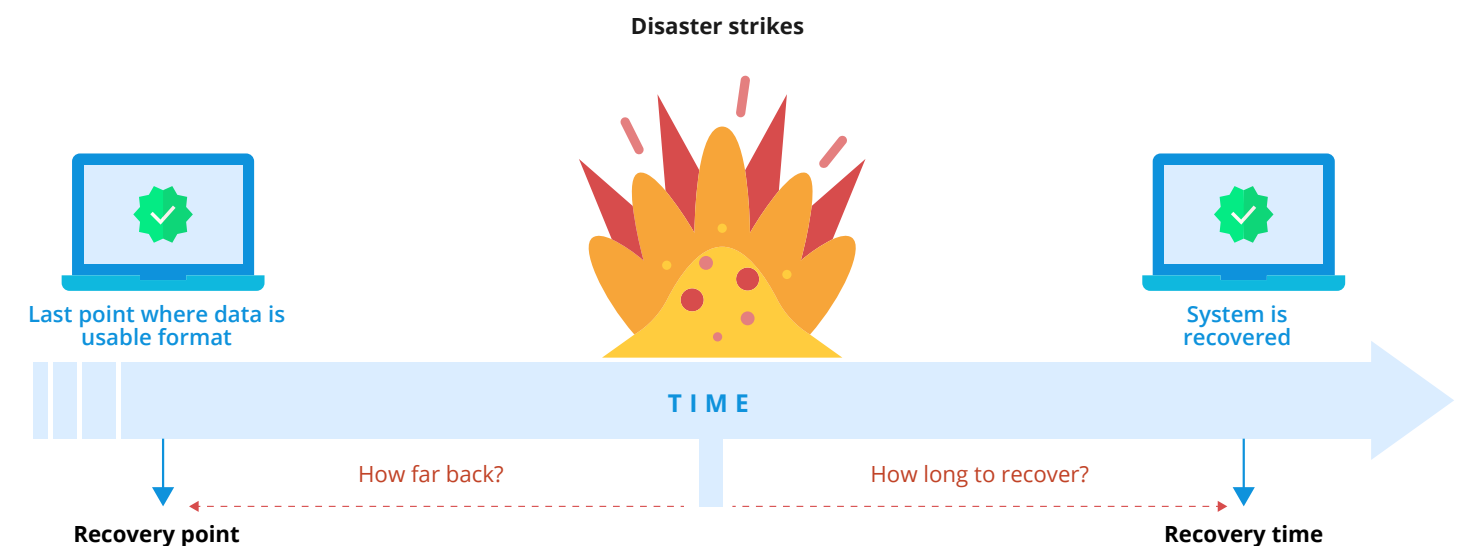 Disaster strikes
Last point where data is
usable format
System is
recovered
TIME
How far back?
How long to recover?
Recovery point
Recovery time